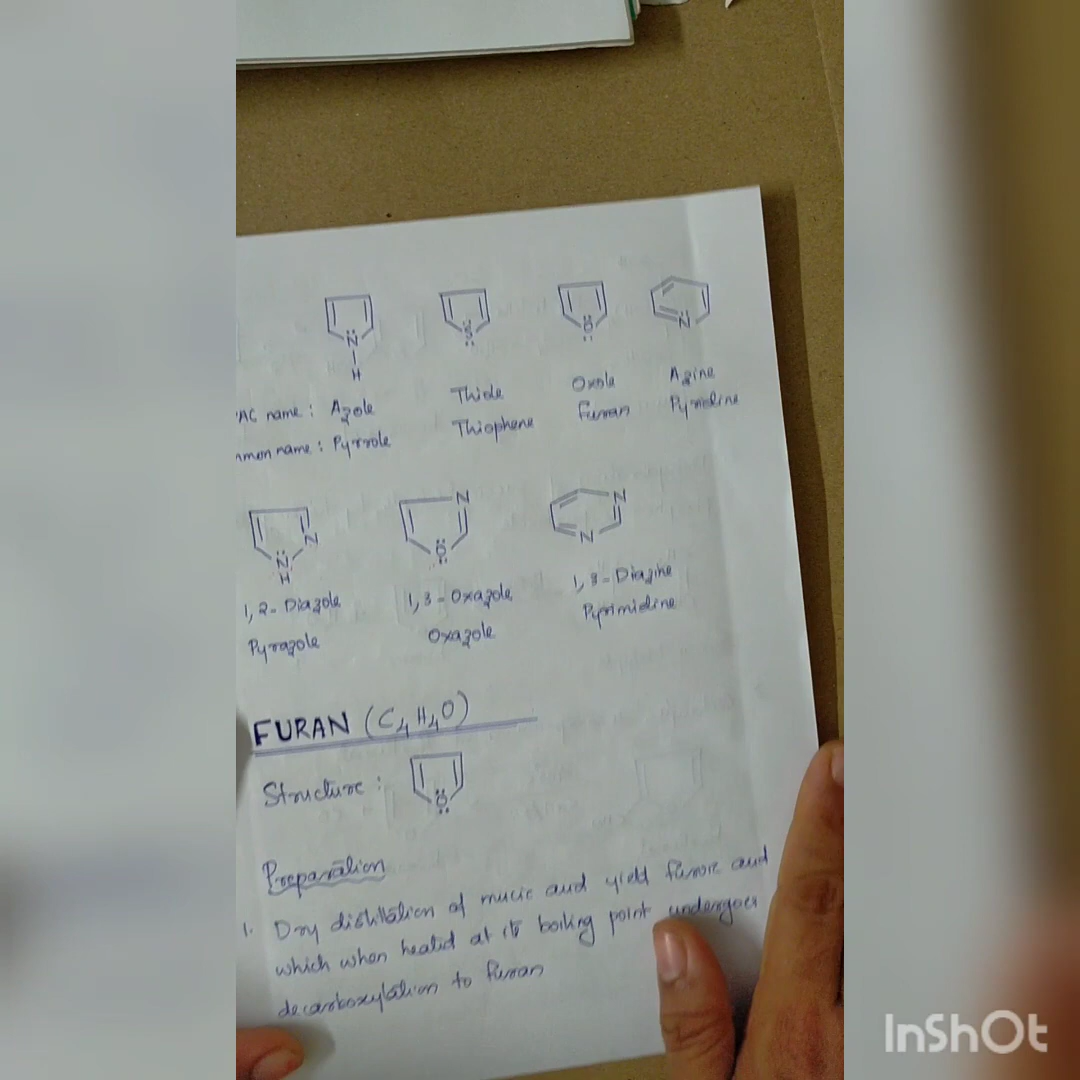 N
H
S
O
N
AC name : Azole Thiole Oxole Azine
mmon name : Pyrrole Thiophene Furan Pyridine
N
N
H
N
O
N
N
1,2- Diazole 1,3- Oxazole 1,3- Diazine
Pyrazole Oxazole Pyrimidine
FURAN (C4H4O)
Structure : O
Preparation
1. Dry distillation of mucic acid yield furoic acid
which when heated at its boiling point undergoes
decarboxylation to furan
InShOt